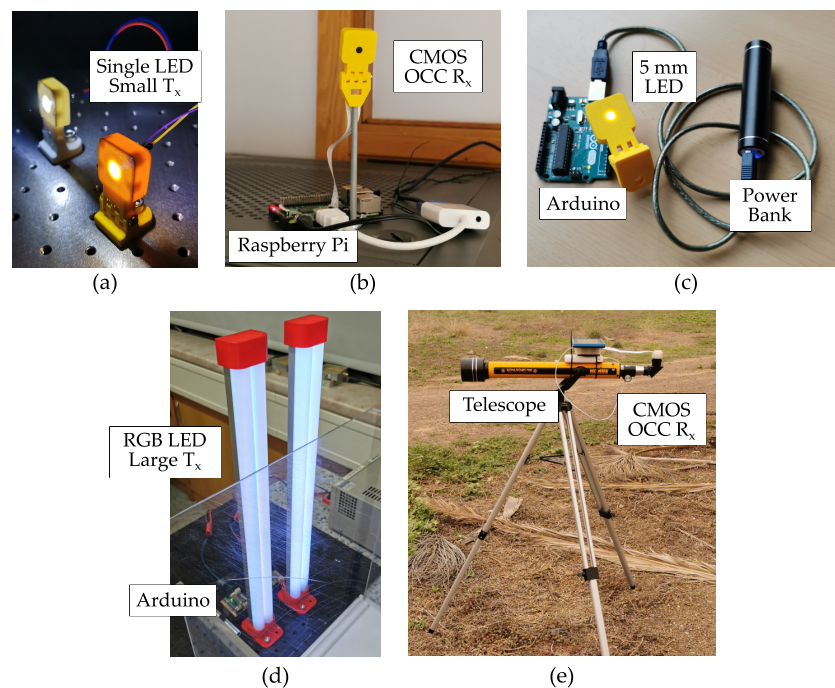 Single LED
Small Tx
CMOS
OCC Rx
5 mm
LED
Arduino
Power
Bank
Raspberry Pi
(a)
(b)
(c)
RGB LED
Large Tx
Telescope
CMOS
OCC Rx
Arduino
(d)
(e)